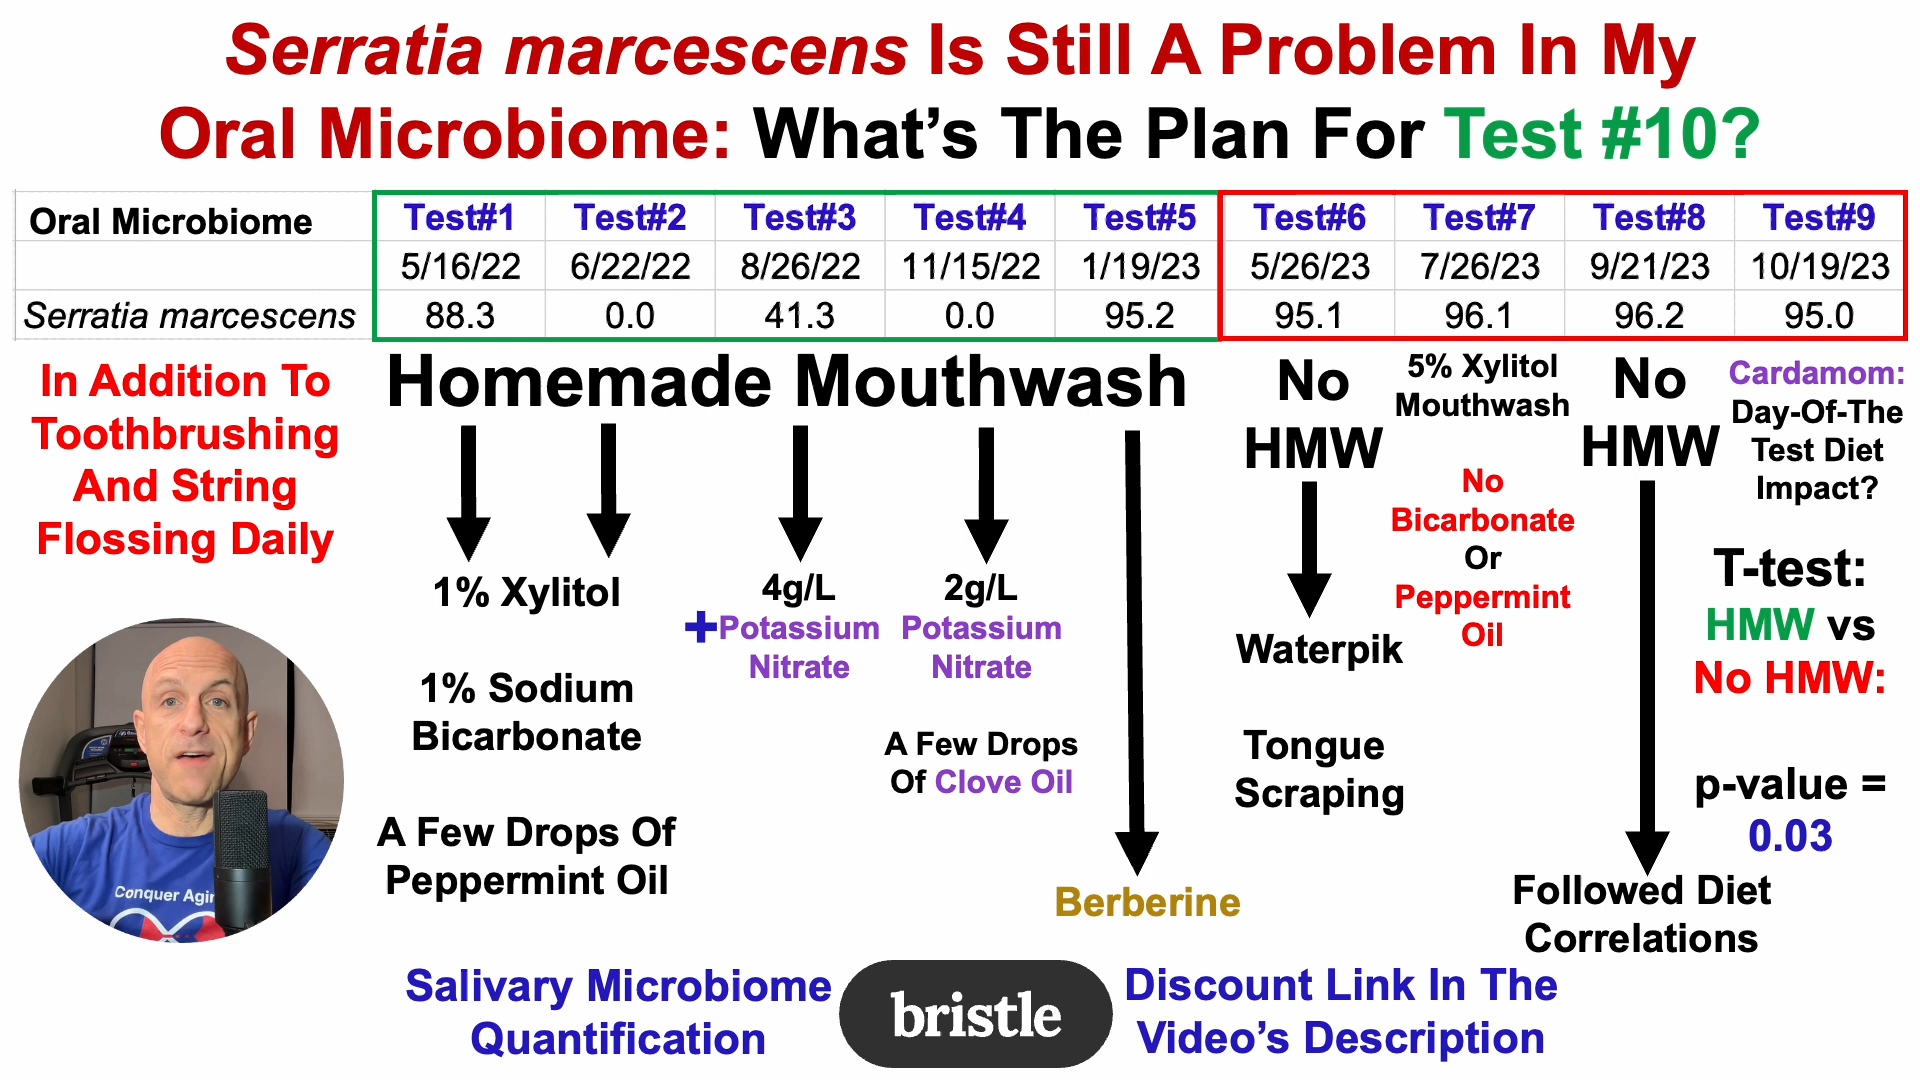 Serratia marcescens Is Still A Problem In My
Oral Microbiome: What's The Plan For Test #10?
Oral Microbiome Test#1 Test#2 Test#3 Test#4 Test#5 Test#6 Test#7 Test#8 Test#9
5/16/22 6/22/22 8/26/22 11/15/22 1/19/23 5/26/23 7/26/23 9/21/23 10/19/23
Serratia marcescens 88.3 0.0 41.3 0.0 95.2 95.1 96.1 96.2 95.0
In Addition To
Toothbrushing
And String
Flossing Daily
Homemade Mouthwash
1% Xylitol
1% Sodium
Bicarbonate
A Few Drops Of
Peppermint Oil
4g/L
+Potassium
Nitrate
2g/L
Potassium
Nitrate
A Few Drops
Of Clove Oil
Berberine
No
HMW
Waterpik
Tongue
Scraping
5% Xylitol
Mouthwash
No
Bicarbonate
Or
Peppermint
Oil
No
HMW
Followed Diet
Correlations
Cardamom:
Day-Of-The
Test Diet
Impact?
T-test:
HMW vs
No HMW:
p-value =
0.03
Conquer Agin
Salivary Microbiome
Quantification
bristle
Discount Link In The
Video's Description